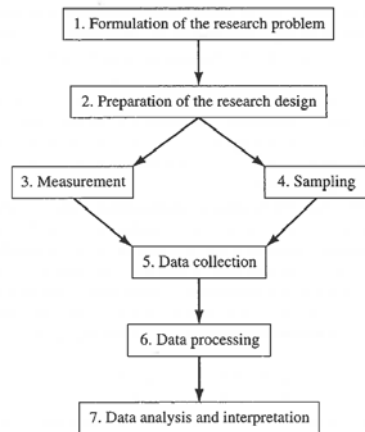 1. Formulation of the research problem
2. Preparation of the research design
3. Measurement
4. Sampling
5. Data collection
6. Data processing
7. Data analysis and interpretation